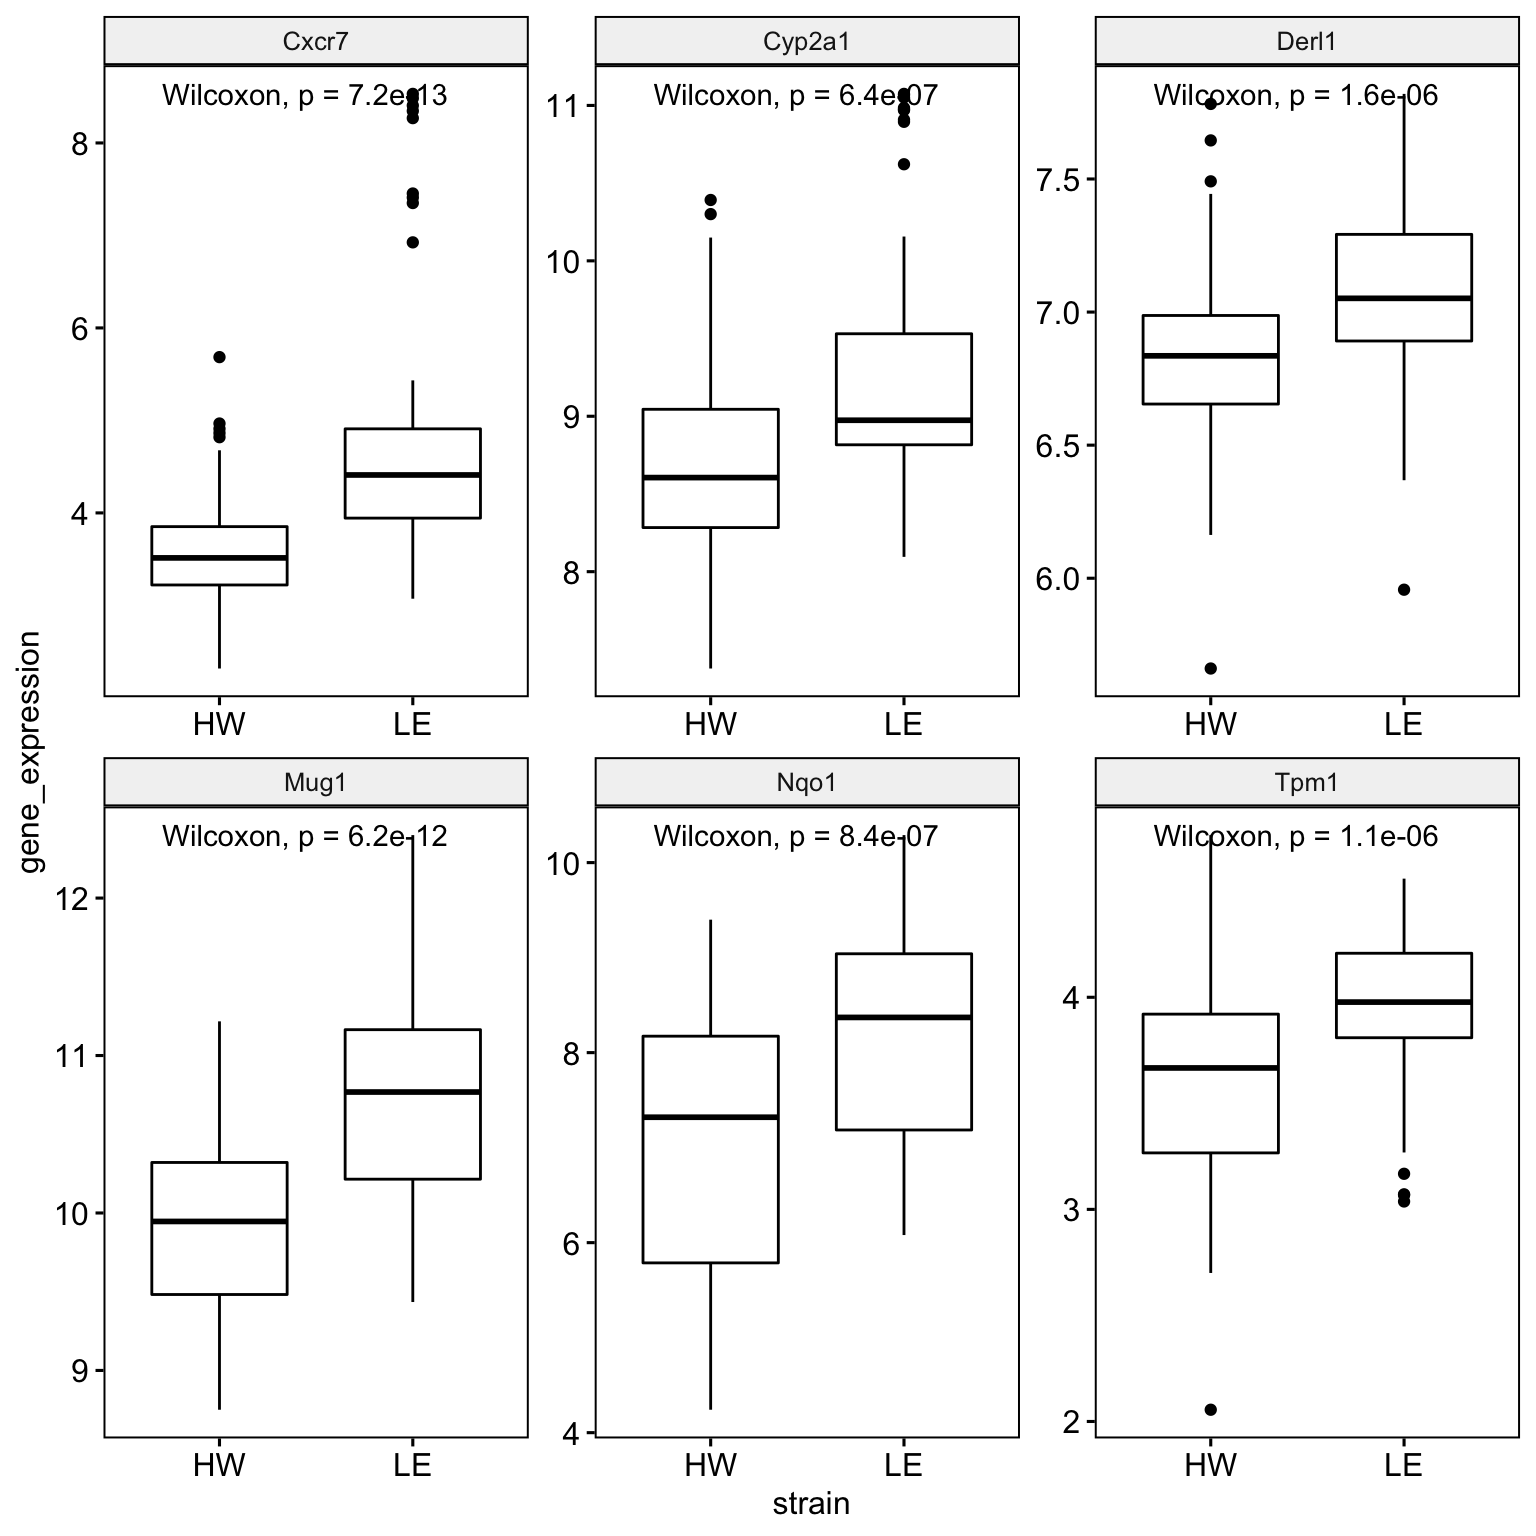 Cxcr7
Wilcoxon, p = 7.2e-13
8
6
4
HW LE
Cyp2a1
Wilcoxon, p = 6.4e-07
11
10
9
8
HW LE
Derl1
Wilcoxon, p = 1.6e-06
7.5
7.0
6.5
6.0
HW LE
gene_expression
Mug1
Wilcoxon, p = 6.2e-12
12
11
10
9
HW LE
Nqo1
Wilcoxon, p = 8.4e-07
10
8
6
4
HW LE
Tpm1
Wilcoxon, p = 1.1e-06
4
3
2
HW LE
strain